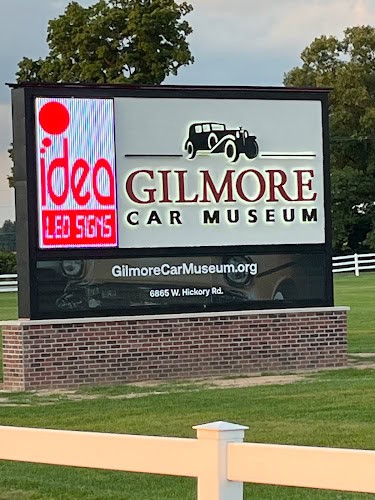 idea
LED SIGNS
GILMORE
CAR MUSEUM
GilmoreCarMuseum.org
6865 W. Hickory Rd.